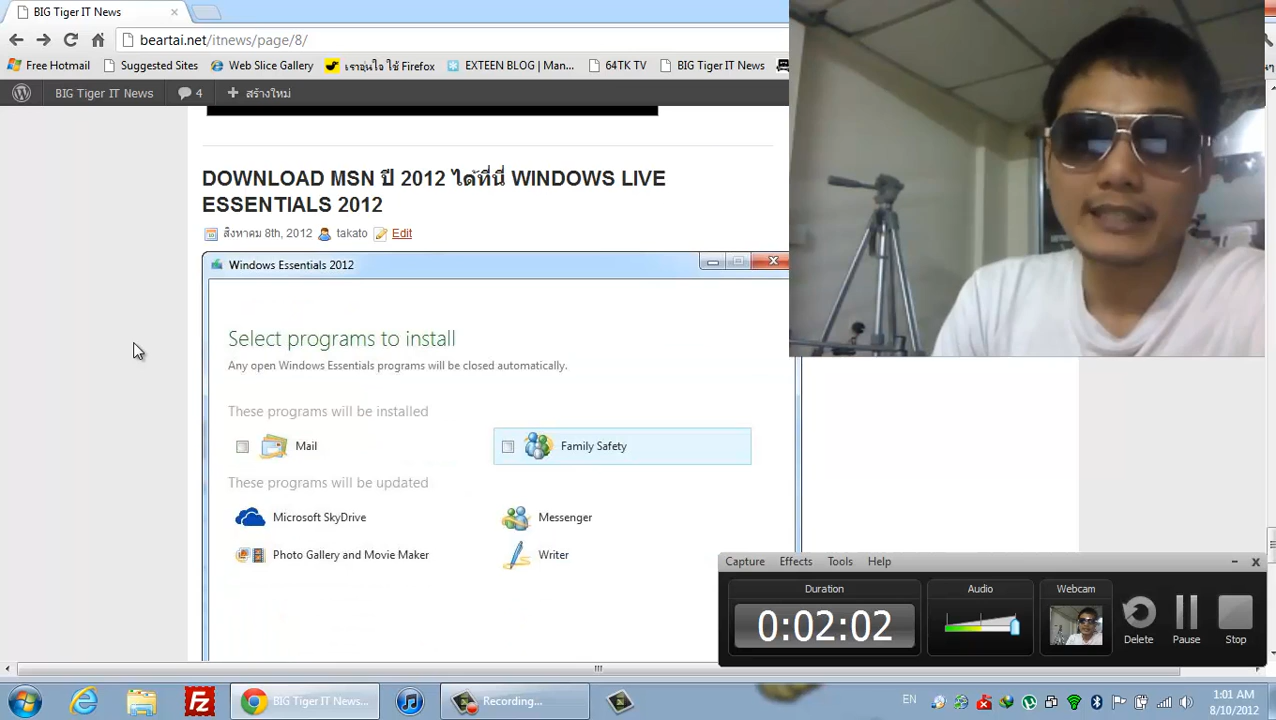 BIG Tiger IT News
beartai.net/itnews/page/8/
Free Hotmail Suggested Sites Web Slice Gallery เราอุ่นใจ ใช้ Firefox EXTEEN BLOG | Man... 64TK TV BIG Tiger IT News
BIG Tiger IT News 4 สร้างใหม่
DOWNLOAD MSN ปี 2012 ได้ที่นี่ WINDOWS LIVE
ESSENTIALS 2012
สิงหาคม 8th, 2012 takato Edit
Windows Essentials 2012
Select programs to install
Any open Windows Essentials programs will be closed automatically.
These programs will be installed
Mail Family Safety
These programs will be updated
Microsoft SkyDrive Messenger
Photo Gallery and Movie Maker Writer
Capture Effects Tools Help
Duration Audio Webcam
0:02:02
Delete Pause Stop
BIG Tiger IT News... Recording... EN 1:01 AM
8/10/2012